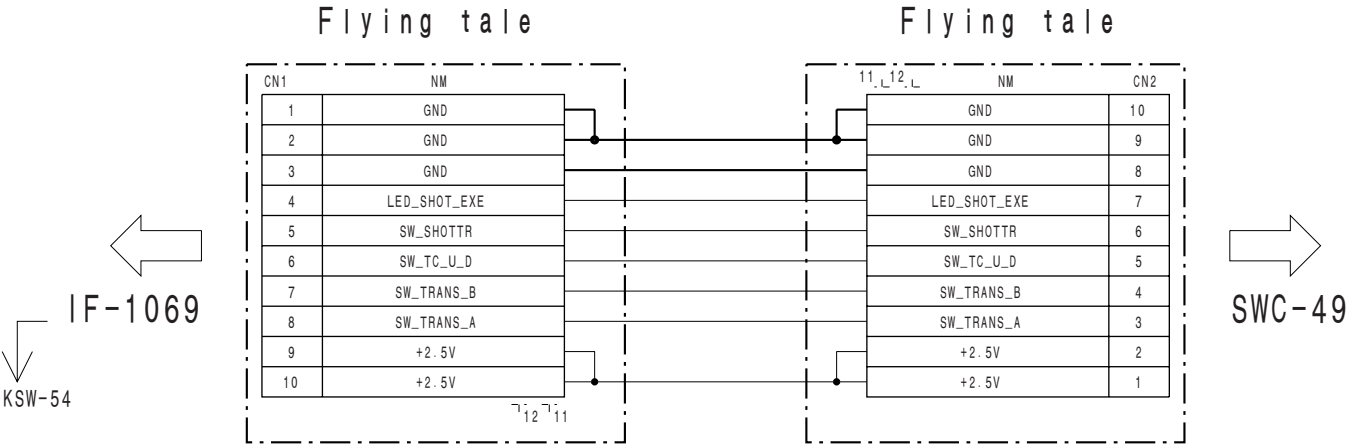 Flying tale
Flying tale
CN1 NM
1 GND
2 GND
3 GND
4 LED_SHOT_EXE
5 SW_SHOTTR
6 SW_TC_U_D
7 SW_TRANS_B
8 SW_TRANS_A
9 +2.5V
10 +2.5V
12 11
11 12 NM CN2
GND 10
GND 9
GND 8
LED_SHOT_EXE 7
SW_SHOTTR 6
SW_TC_U_D 5
SW_TRANS_B 4
SW_TRANS_A 3
+2.5V 2
+2.5V 1
IF-1069
KSW-54
SWC-49